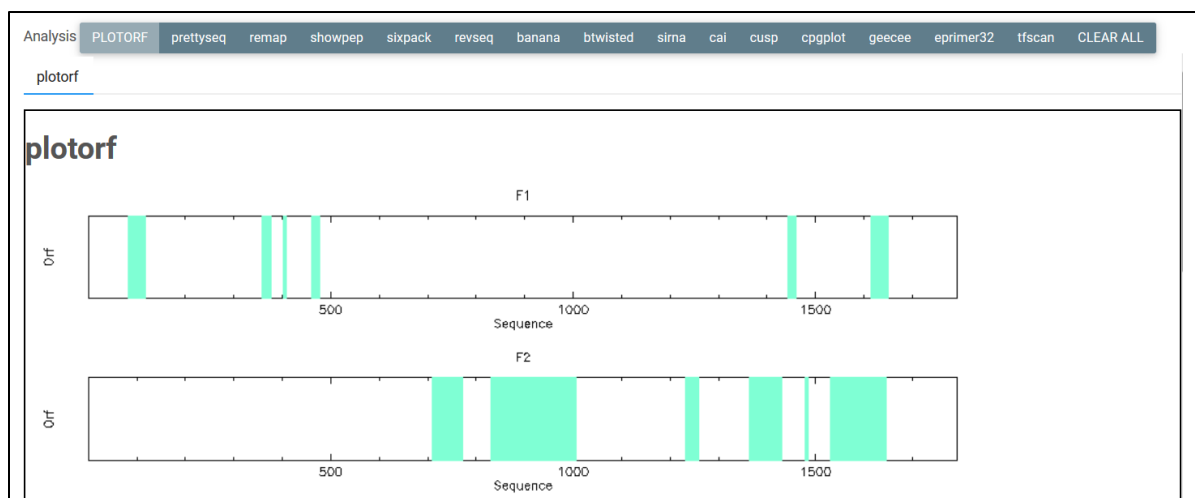 Analysis PLOTORF prettyseq remap showpep sixpack revseq banana btwisted sirna cai cusp cpgplot geecee eprimer32 tfscan CLEAR ALL
plotorf
plotorf
F1
Orf
500 1000 1500
Sequence
F2
Orf
500 1000 1500
Sequence